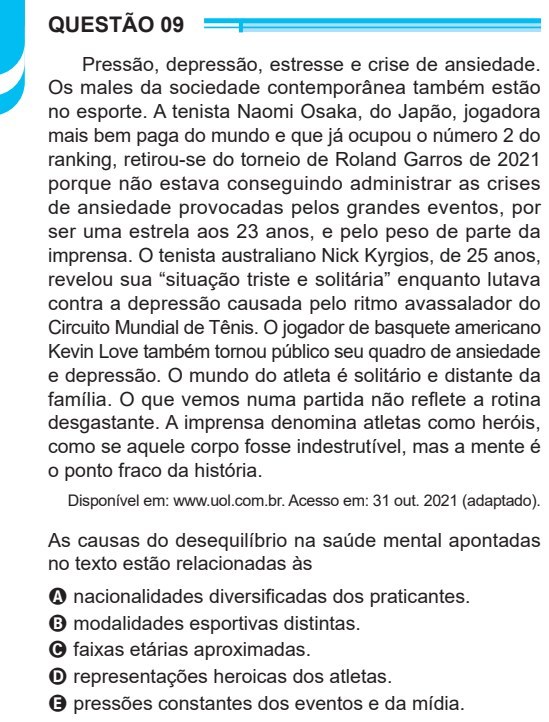 QUESTÃO 09
Pressão, depressão, estresse e crise de ansiedade.
Os males da sociedade contemporânea também estão
no esporte. A tenista Naomi Osaka, do Japão, jogadora
mais bem paga do mundo e que já ocupou o número 2 do
ranking, retirou-se do torneio de Roland Garros de 2021
porque não estava conseguindo administrar as crises
de ansiedade provocadas pelos grandes eventos, por
ser uma estrela aos 23 anos, e pelo peso de parte da
imprensa. O tenista australiano Nick Kyrgios, de 25 anos,
revelou sua “situação triste e solitária” enquanto lutava
contra a depressão causada pelo ritmo avassalador do
Circuito Mundial de Tênis. O jogador de basquete americano
Kevin Love também tornou público seu quadro de ansiedade
e depressão. O mundo do atleta é solitário e distante da
família. O que vemos numa partida não reflete a rotina
desgastante. A imprensa denomina atletas como heróis,
como se aquele corpo fosse indestrutível, mas a mente é
o ponto fraco da história.
Disponível em: www.uol.com.br. Acesso em: 31 out. 2021 (adaptado).
As causas do desequilíbrio na saúde mental apontadas
no texto estão relacionadas às
A nacionalidades diversificadas dos praticantes.
B modalidades esportivas distintas.
C faixas etárias aproximadas.
D representações heroicas dos atletas.
E pressões constantes dos eventos e da mídia.